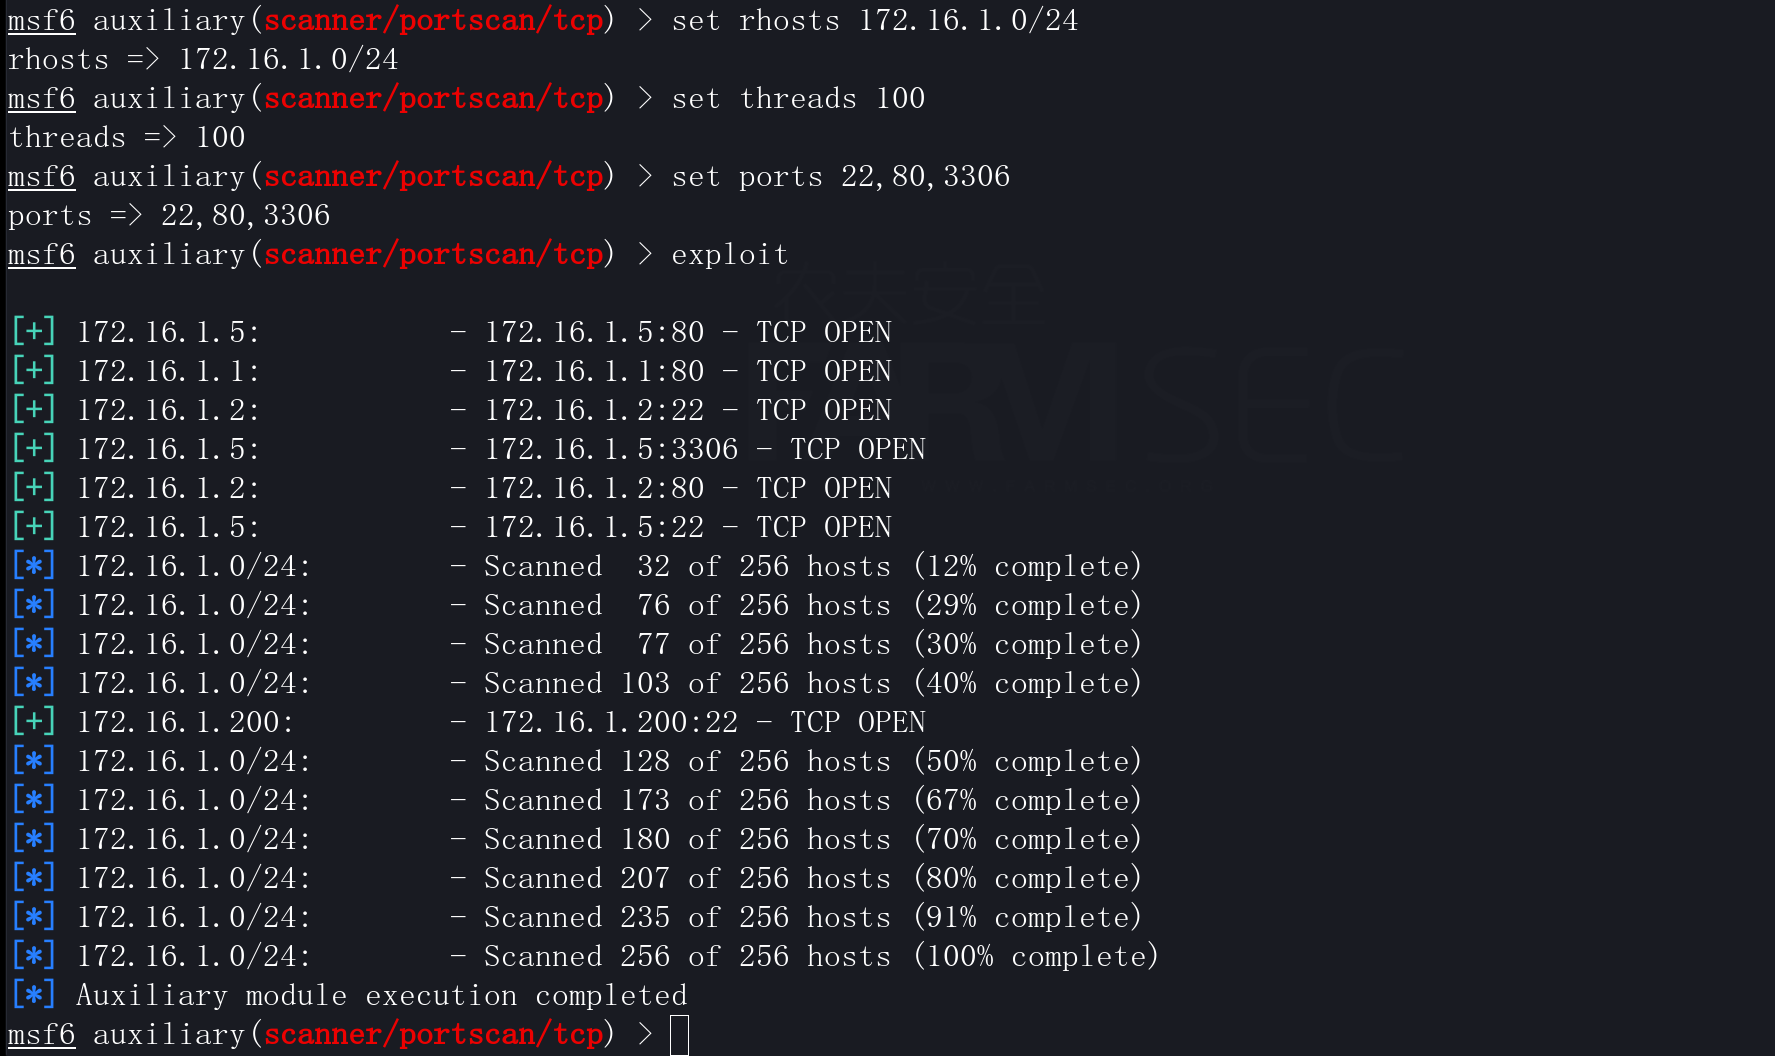 msf6 auxiliary(scanner/portscan/tcp) > set rhosts 172.16.1.0/24
rhosts => 172.16.1.0/24
msf6 auxiliary(scanner/portscan/tcp) > set threads 100
threads => 100
msf6 auxiliary(scanner/portscan/tcp) > set ports 22,80,3306
ports => 22,80,3306
msf6 auxiliary(scanner/portscan/tcp) > exploit
农夫安全
FARMSEC
[+] 172.16.1.5:           - 172.16.1.5:80 - TCP OPEN
[+] 172.16.1.1:           - 172.16.1.1:80 - TCP OPEN
[+] 172.16.1.2:           - 172.16.1.2:22 - TCP OPEN
[+] 172.16.1.5:           - 172.16.1.5:3306 - TCP OPEN
[+] 172.16.1.2:           - 172.16.1.2:80 - TCP OPEN
[+] 172.16.1.5:           - 172.16.1.5:22 - TCP OPEN
[*] 172.16.1.0/24:        - Scanned  32 of 256 hosts (12% complete)
[*] 172.16.1.0/24:        - Scanned  76 of 256 hosts (29% complete)
[*] 172.16.1.0/24:        - Scanned  77 of 256 hosts (30% complete)
[*] 172.16.1.0/24:        - Scanned 103 of 256 hosts (40% complete)
[+] 172.16.1.200:         - 172.16.1.200:22 - TCP OPEN
[*] 172.16.1.0/24:        - Scanned 128 of 256 hosts (50% complete)
[*] 172.16.1.0/24:        - Scanned 173 of 256 hosts (67% complete)
[*] 172.16.1.0/24:        - Scanned 180 of 256 hosts (70% complete)
[*] 172.16.1.0/24:        - Scanned 207 of 256 hosts (80% complete)
[*] 172.16.1.0/24:        - Scanned 235 of 256 hosts (91% complete)
[*] 172.16.1.0/24:        - Scanned 256 of 256 hosts (100% complete)
[*] Auxiliary module execution completed
msf6 auxiliary(scanner/portscan/tcp) >